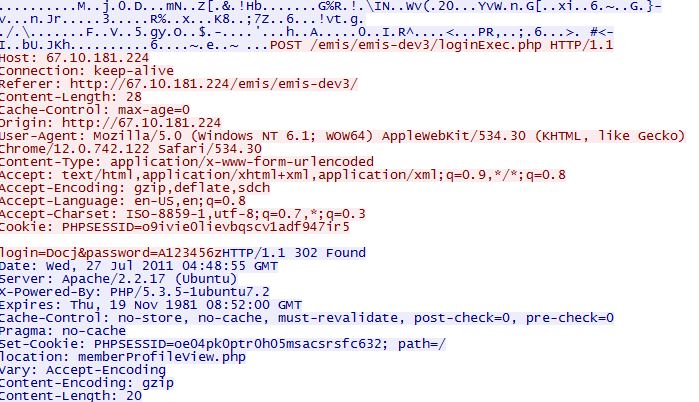 .........M..j.O.D...mN..Z[.&.!Hb........G%R.!.\IN..Wv(.2O...YvW.n.G[..xi..6.~..G.}-
v...n.Jr.....3.....R%..x...K8..;7Z..6...!vt.g.
./.\.......F..V..5.gy.O..$.-....`...h..A.....O..I.R^....<...PR,..;.6...>. #<-
I..bU.JKh..........6....~.e..~ ...POST /emis/emis-dev3/loginExec.php HTTP/1.1
Host: 67.10.181.224
Connection: keep-alive
Referer: http://67.10.181.224/emis/emis-dev3/
Content-Length: 28
Cache-Control: max-age=0
Origin: http://67.10.181.224
User-Agent: Mozilla/5.0 (Windows NT 6.1; WOW64) AppleWebKit/534.30 (KHTML, like Gecko)
Chrome/12.0.742.122 Safari/534.30
Content-Type: application/x-www-form-urlencoded
Accept: text/html,application/xhtml+xml,application/xml;q=0.9,*/*;q=0.8
Accept-Encoding: gzip,deflate,sdch
Accept-Language: en-US,en;q=0.8
Accept-Charset: ISO-8859-1,utf-8;q=0.7,*;q=0.3
Cookie: PHPSESSID=o9ivie0lievbqscv1adf947ir5
login=Docj&password=A123456zHTTP/1.1 302 Found
Date: Wed, 27 Jul 2011 04:48:55 GMT
Server: Apache/2.2.17 (Ubuntu)
X-Powered-By: PHP/5.3.5-1ubuntu7.2
Expires: Thu, 19 Nov 1981 08:52:00 GMT
Cache-Control: no-store, no-cache, must-revalidate, post-check=0, pre-check=0
Pragma: no-cache
Set-Cookie: PHPSESSID=oe04pk0ptr0h05msacsrsfc632; path=/
location: memberProfileView.php
Vary: Accept-Encoding
Content-Encoding: gzip
Content-Length: 20